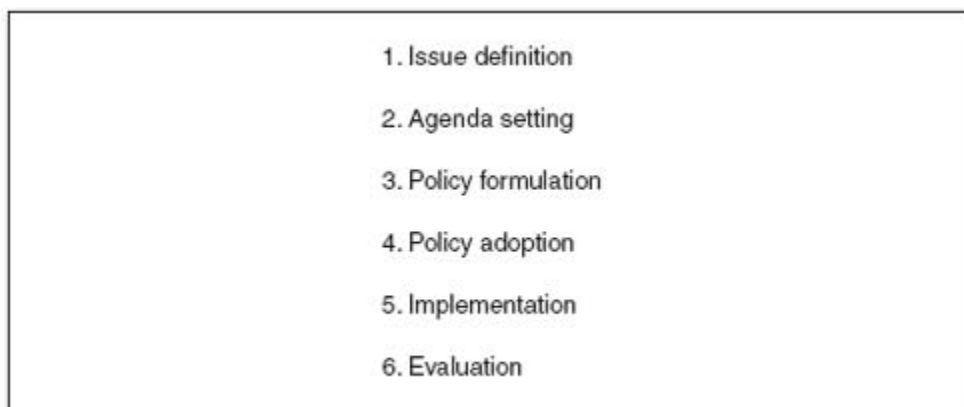 1. Issue definition
2. Agenda setting
3. Policy formulation
4. Policy adoption
5. Implementation
6. Evaluation